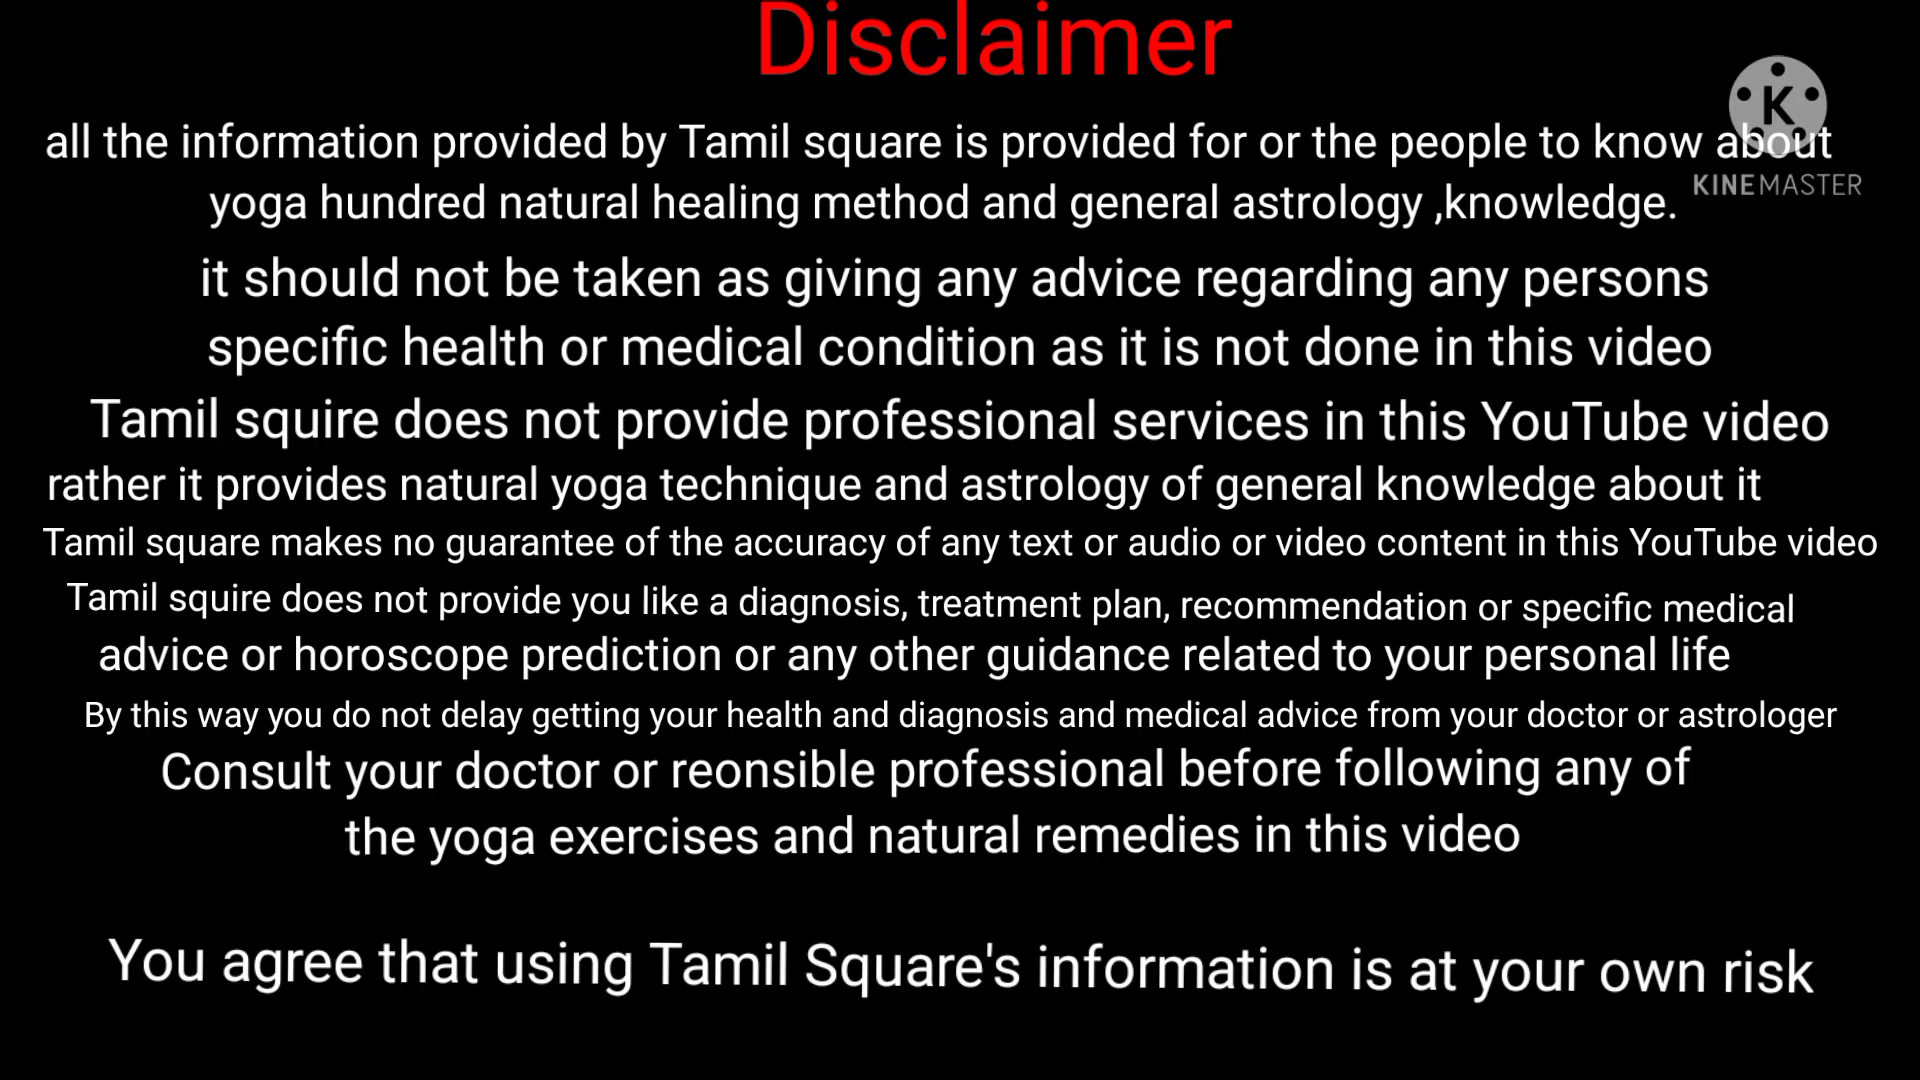 Disclaimer
all the information provided by Tamil square is provided for or the people to know about
yoga hundred natural healing method and general astrology ,knowledge.
K
KINEMASTER
it should not be taken as giving any advice regarding any persons
specific health or medical condition as it is not done in this video
Tamil squire does not provide professional services in this YouTube video
rather it provides natural yoga technique and astrology of general knowledge about it
Tamil square makes no guarantee of the accuracy of any text or audio or video content in this YouTube video
Tamil squire does not provide you like a diagnosis, treatment plan, recommendation or specific medical
advice or horoscope prediction or any other guidance related to your personal life
By this way you do not delay getting your health and diagnosis and medical advice from your doctor or astrologer
Consult your doctor or reonsible professional before following any of
the yoga exercises and natural remedies in this video
You agree that using Tamil Square's information is at your own risk